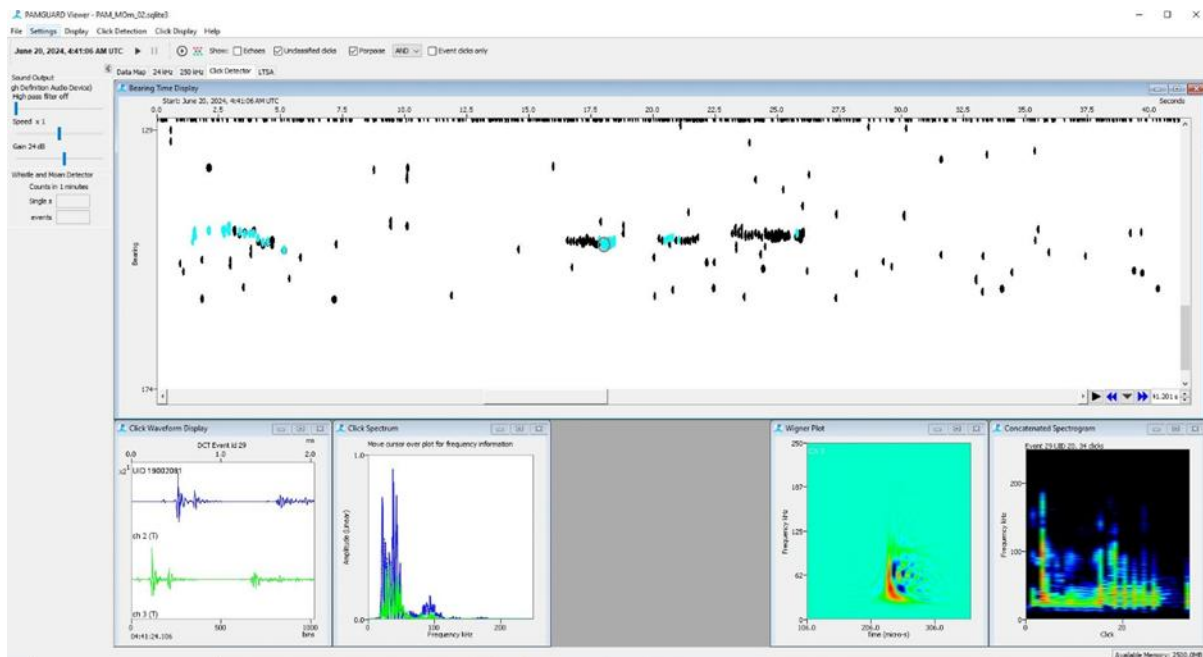 PAMGUARD Viewer - PAM_MOm_02.sqlite3
File Settings Display Click Detection Click Display Help
June 20, 2024, 4:41:06 AM UTC Show: Echoes Unclassified clicks Porpoise AND Event clicks only
Sound Output
gh Definition Audio Device)
High pass filter off
Speed x 1
Gain 24 dB
Whistle and Moan Detector
Counts in 1 minutes
Single s
events
Data Map 24 kHz 250 kHz Click Detector LTSA
Bearing Time Display
Start: June 20, 2024, 4:41:06 AM UTC Seconds
0.0 2.5 5.0 7.5 10.0 12.5 15.0 17.5 20.0 22.5 25.0 27.5 30.0 32.5 35.0 37.5 40.0
129
Bearing
174
41.201 s
Click Waveform Display
DCT Event id 29 ms
0.0 1.0 2.0
ch 2 (T)
ch 3 (T)
04:41:24.106
0 1000
bins
Click Spectrum
Move cursor over plot for frequency information
1.0
Amplitude (Linear)
0.0
0 100 200
Frequency kHz
Wigner Plot
250
187
125
62
0
Frequency kHz
106.0 206.0 306.0
Time (micro-s)
Concatenated Spectrogram
Event 29 UID 20, 34 clicks
200
100
0
Frequency kHz
0 20
Click
Available Memory: 2500.0MB